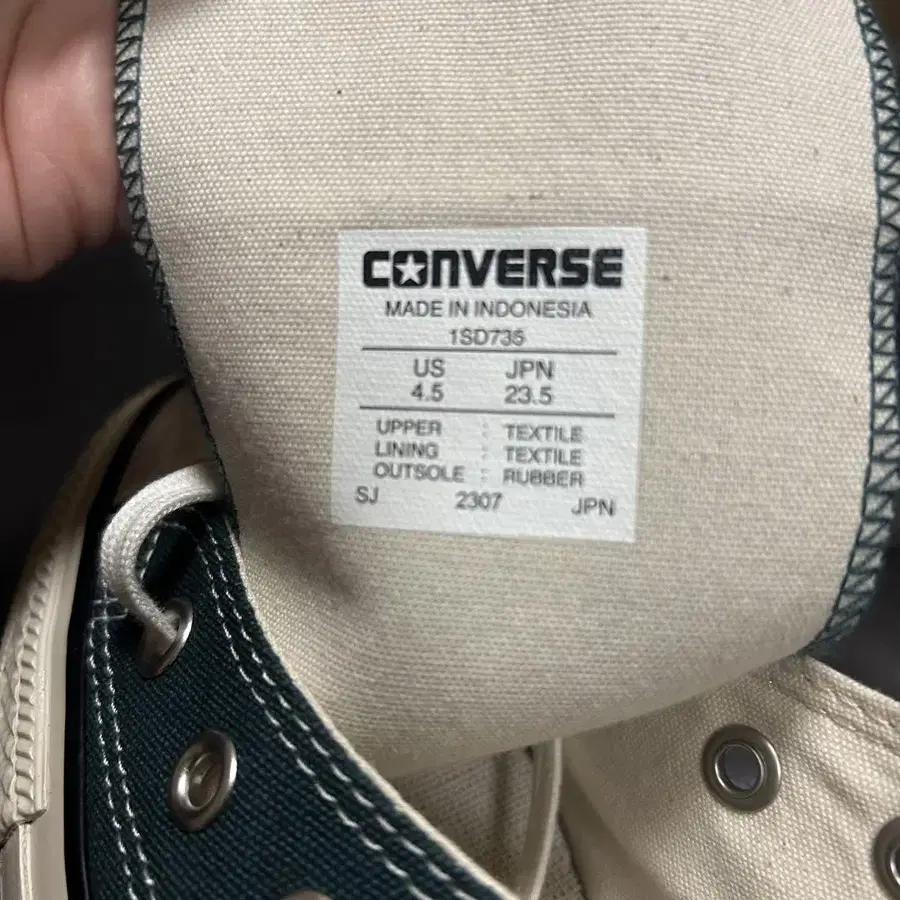 CONVERSE
MADE IN INDONESIA
1SD735
US JPN
4.5 23.5
UPPER : TEXTILE
LINING : TEXTILE
OUTSOLE : RUBBER
SJ 2307 JPN